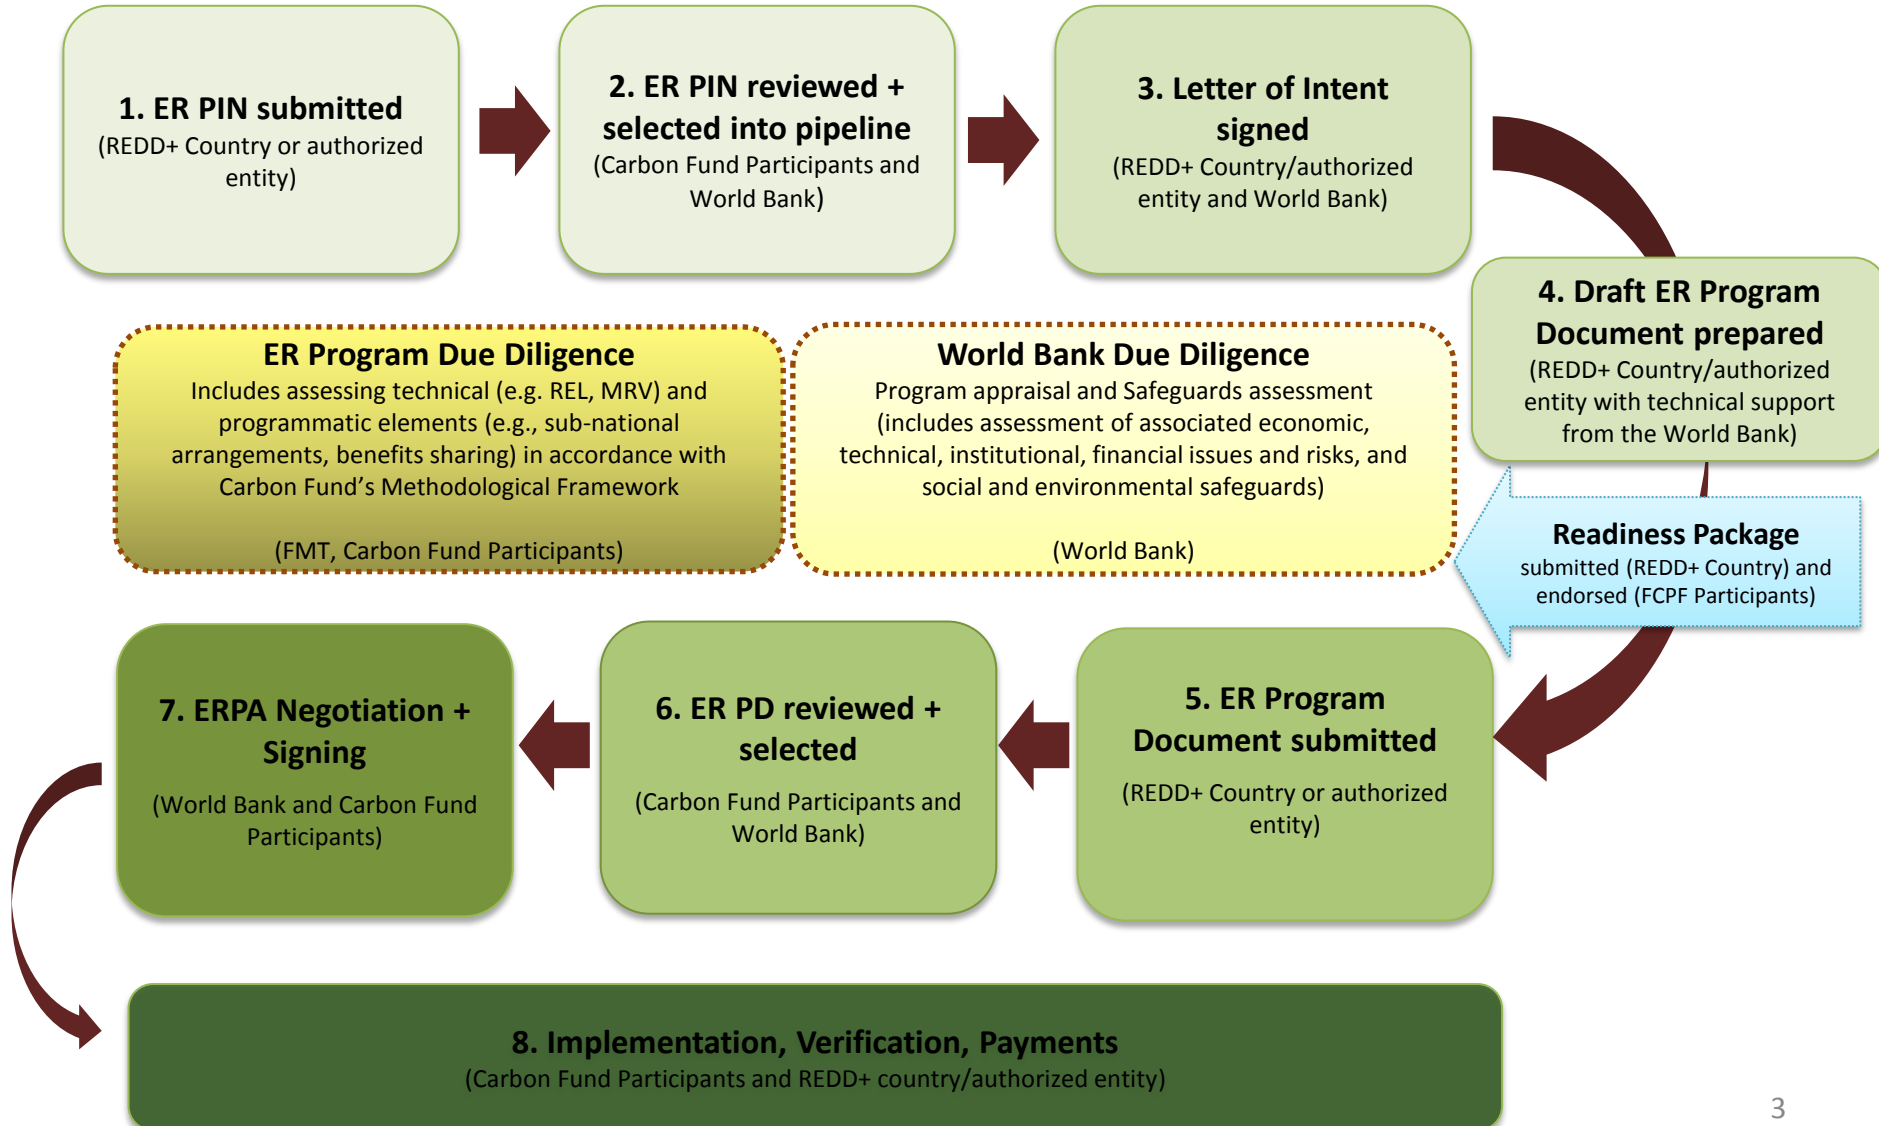 1. ER PIN submitted
(REDD+ Country or authorized
entity)
2. ER PIN reviewed +
selected into pipeline
(Carbon Fund Participants and
World Bank)
3. Letter of Intent
signed
(REDD+ Country/authorized
entity and World Bank)
4. Draft ER Program
Document prepared
(REDD+ Country/authorized
entity with technical support
from the World Bank)
ER Program Due Diligence
Includes assessing technical (e.g. REL, MRV) and
programmatic elements (e.g., sub-national
arrangements, benefits sharing) in accordance with
Carbon Fund’s Methodological Framework
(FMT, Carbon Fund Participants)
World Bank Due Diligence
Program appraisal and Safeguards assessment
(includes assessment of associated economic,
technical, institutional, financial issues and risks, and
social and environmental safeguards)
(World Bank)
Readiness Package
submitted (REDD+ Country) and
endorsed (FCPF Participants)
5. ER Program
Document submitted
(REDD+ Country or authorized
entity)
6. ER PD reviewed +
selected
(Carbon Fund Participants and
World Bank)
7. ERPA Negotiation +
Signing
(World Bank and Carbon Fund
Participants)
8. Implementation, Verification, Payments
(Carbon Fund Participants and REDD+ country/authorized entity)
3